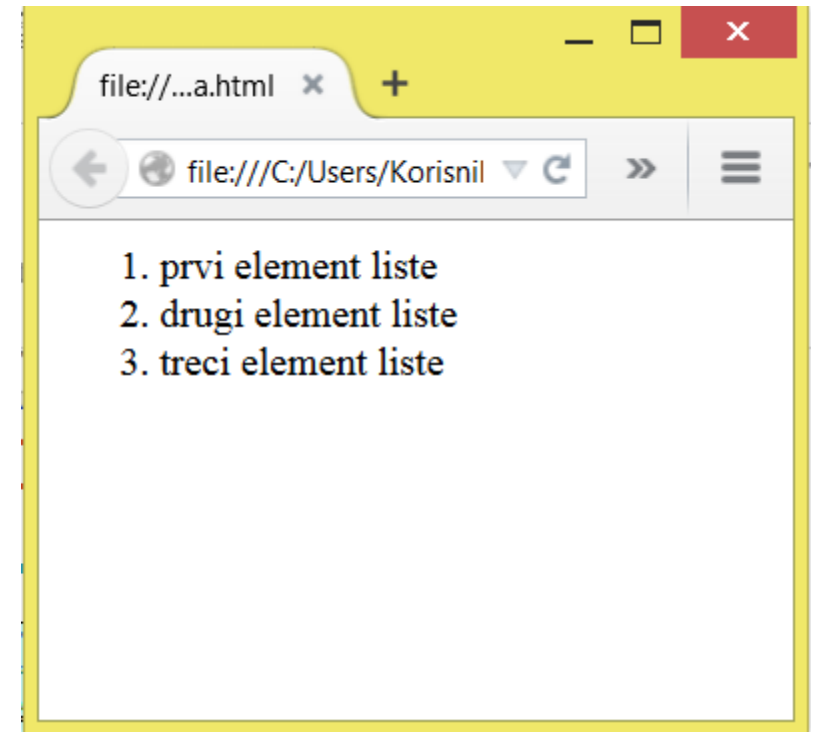 file://...a.html
file:///C:/Users/Korisnil
1. prvi element liste
2. drugi element liste
3. treci element liste